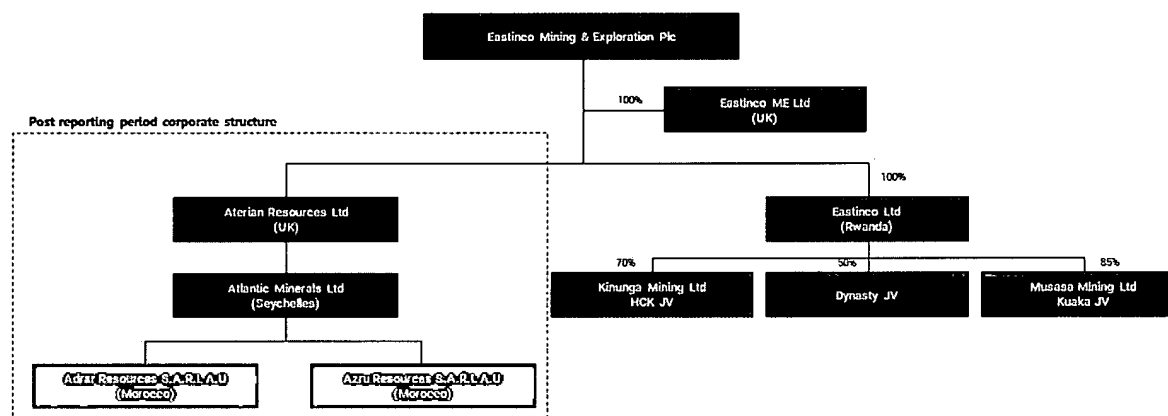 Eastinco Mining & Exploration Plc
100%
Eastinco ME Ltd
(UK)
Post reporting period corporate structure
100%
Aterian Resources Ltd
(UK)
Eastinco Ltd
(Rwanda)
70%
50%
85%
Atlantic Minerals Ltd
(Seychelles)
Kinunga Mining Ltd
HCK JV
Dynasty JV
Musasa Mining Ltd
Kuaka JV
Adrar Resources S.A.R.L A.U
(Morocco)
Azru Resources S.A.R.L A.U
(Morocco)